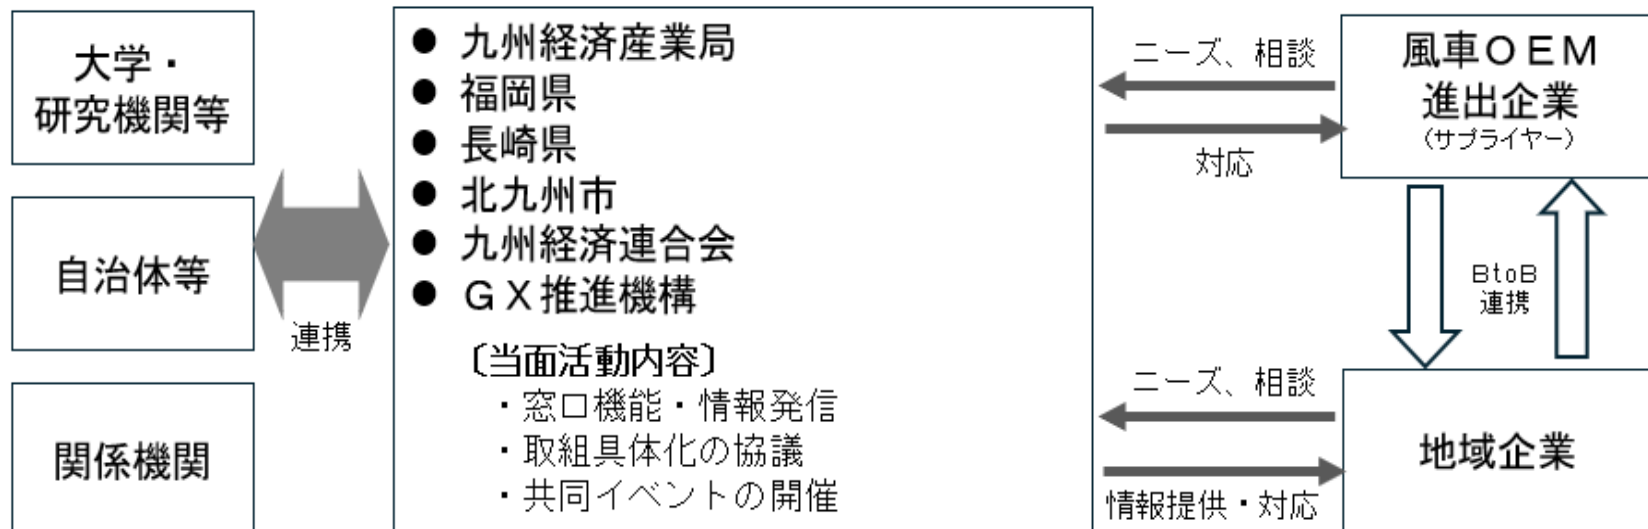 大学・
研究機関等
自治体等
関係機関
連携
● 九州経済産業局
● 福岡県
● 長崎県
● 北九州市
● 九州経済連合会
● ＧＸ推進機構
〔当面活動内容〕
・窓口機能・情報発信
・取組具体化の協議
・共同イベントの開催
ニーズ、相談
対応
ニーズ、相談
情報提供・対応
風車ＯＥＭ
進出企業
（サプライヤー）
BtoB
連携
地域企業